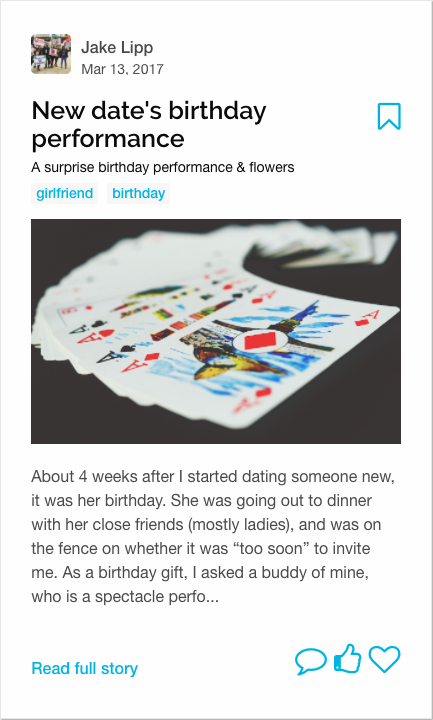 Jake Lipp
Mar 13, 2017
New date's birthday
performance
A surprise birthday performance & flowers
girlfriend birthday
A A A A A
About 4 weeks after I started dating someone new,
it was her birthday. She was going out to dinner
with her close friends (mostly ladies), and was on
the fence on whether it was “too soon” to invite
me. As a birthday gift, I asked a buddy of mine,
who is a spectacle perfo...
Read full story